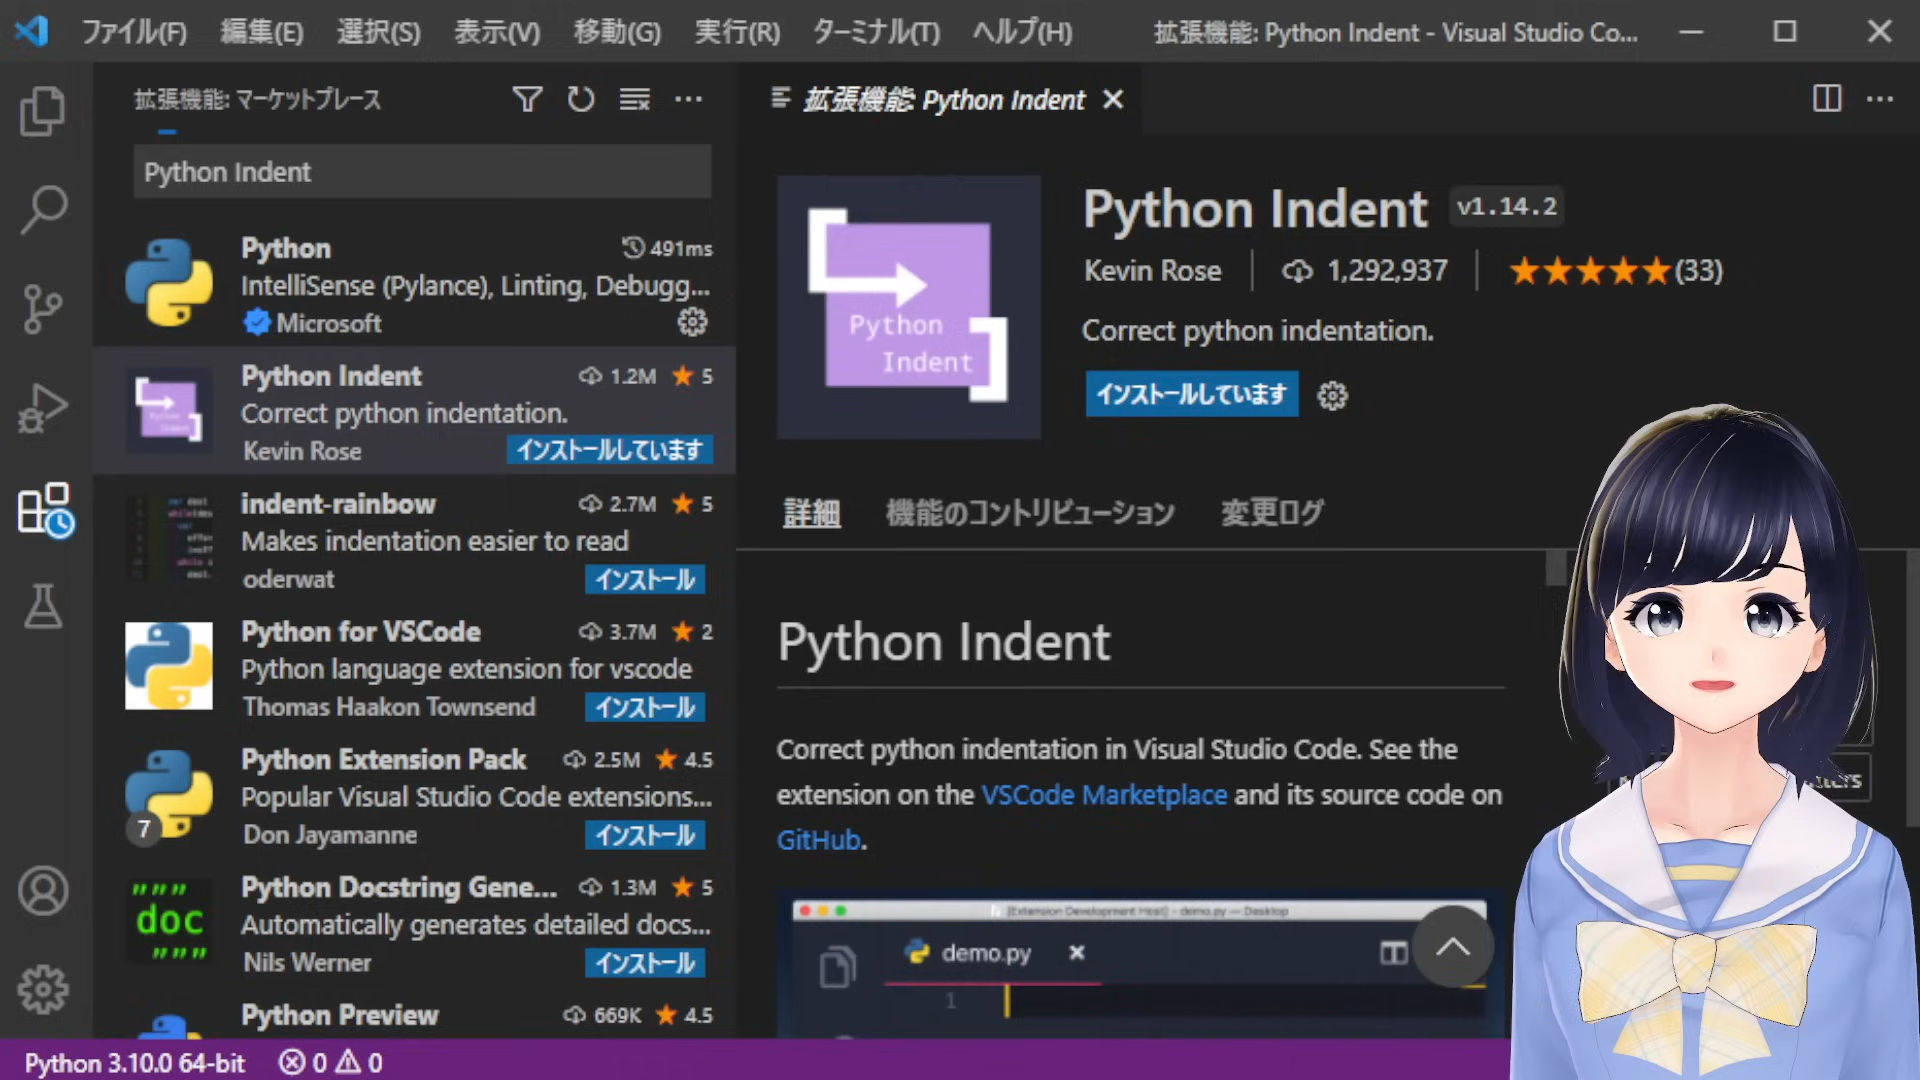 ファイル(F) 編集(E) 選択(S) 表示(V) 移動(G) 実行(R) ターミナル(T) ヘルプ(H) 拡張機能: Python Indent - Visual Studio Co...
拡張機能: マーケットプレース
Python Indent
Python 491ms
IntelliSense (Pylance), Linting, Debugg...
Microsoft
Python Indent 1.2M ★ 5
Correct python indentation.
Kevin Rose インストールしています
indent-rainbow 2.7M ★ 5
Makes indentation easier to read
oderwat インストール
Python for VSCode 3.7M ★ 2
Python language extension for vscode
Thomas Haakon Townsend インストール
Python Extension Pack 2.5M ★ 4.5
Popular Visual Studio Code extensions...
7 Don Jayamanne インストール
""" doc """
Python Docstring Gene... 1.3M ★ 5
Automatically generates detailed docs...
Nils Werner インストール
Python Preview 669K ★ 4.5
拡張機能: Python Indent
Python
Indent
Python Indent v1.14.2
Kevin Rose 1,292,937 ★★★★★(33)
Correct python indentation.
インストールしています
詳細 機能のコントリビューション 変更ログ
Python Indent
Correct python indentation in Visual Studio Code. See the
extension on the VSCode Marketplace and its source code on
GitHub.
[Extension Development Host] - demo.py — Desktop
demo.py
1
Python 3.10.0 64-bit 0 0